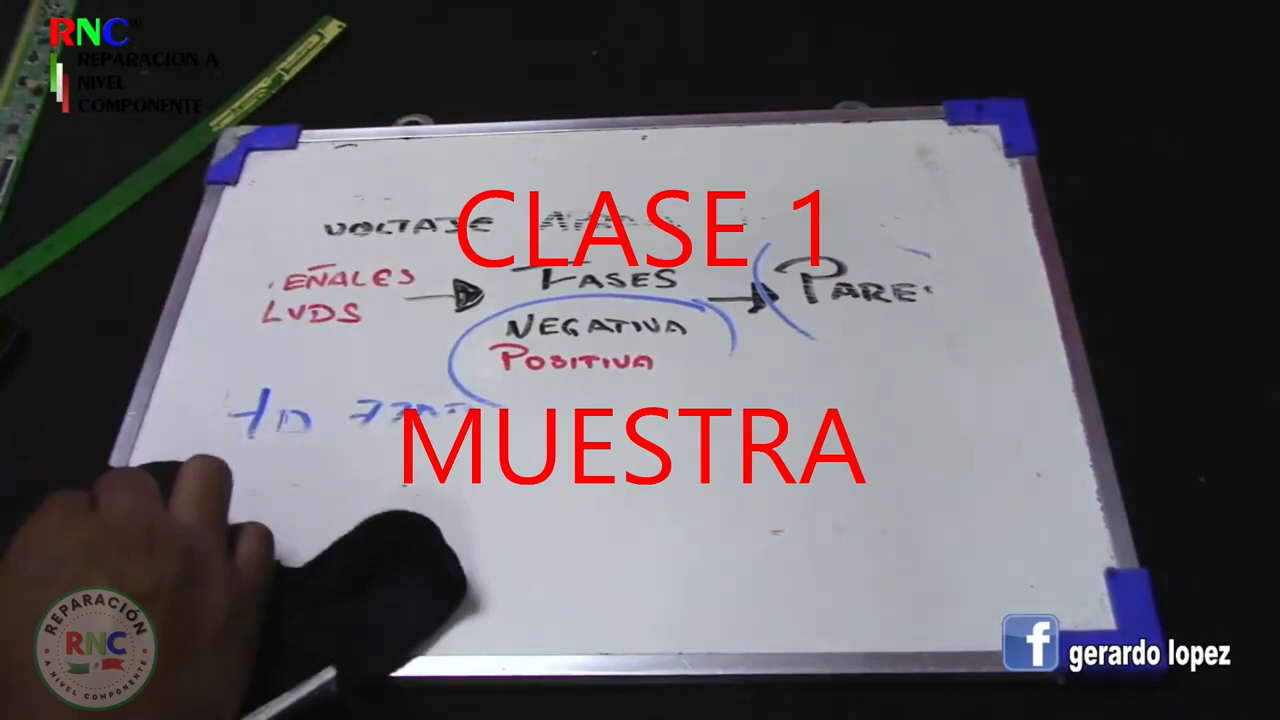 RNC
REPARACION A
NIVEL
COMPONENTE
VOLTAJE
CLASE 1
EÑALES
LVDS
FASES
NEGATIVA
POSITIVA
PARE
MUESTRA
REPARACIÓN
RNC
A NIVEL COMPONENTE
f gerardo lopez